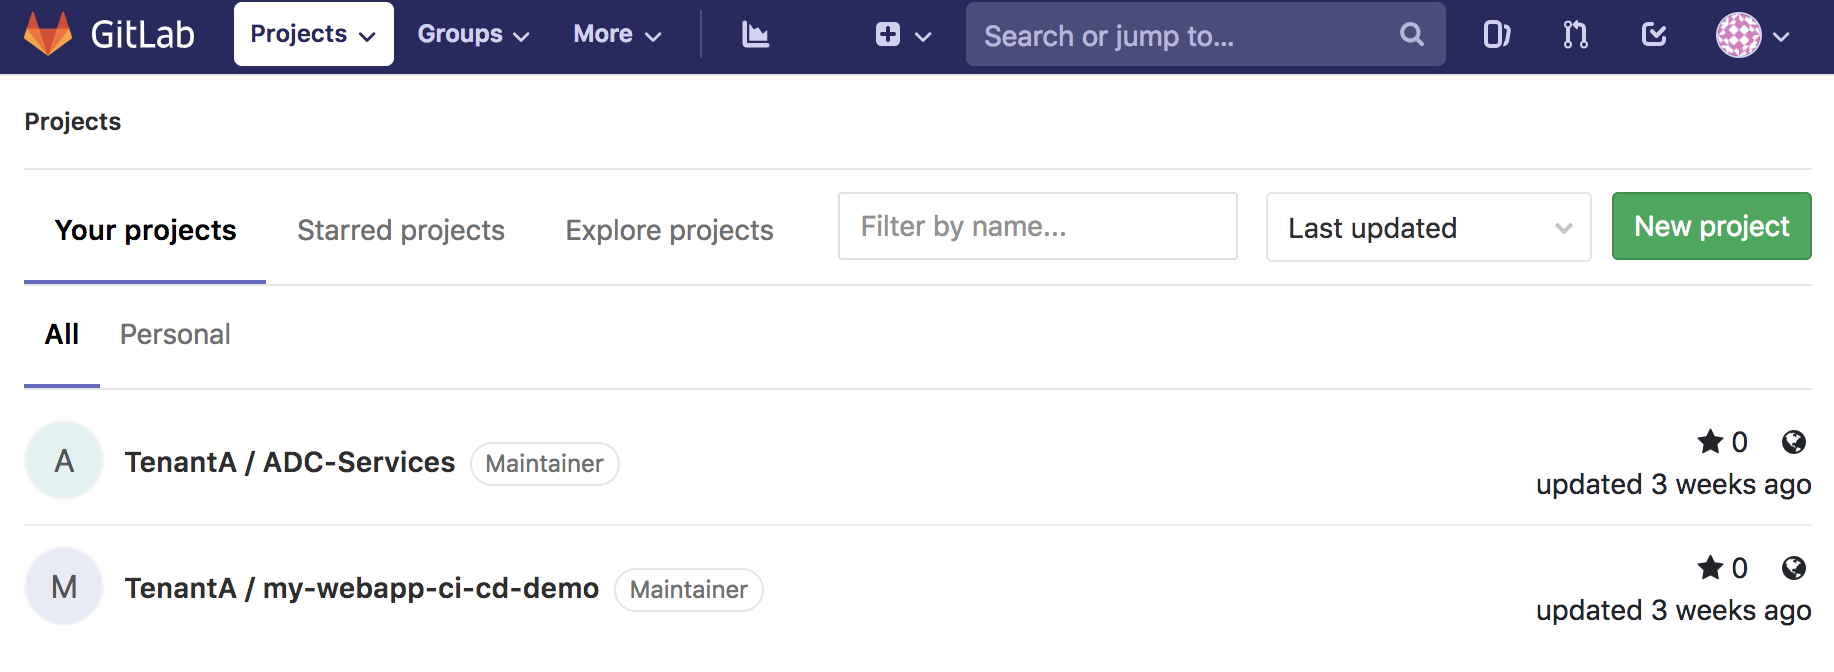 GitLab Projects Groups More Search or jump to...
Projects
Your projects Starred projects Explore projects Filter by name... Last updated New project
All Personal
A TenantA / ADC-Services Maintainer 0
updated 3 weeks ago
M TenantA / my-webapp-ci-cd-demo Maintainer 0
updated 3 weeks ago